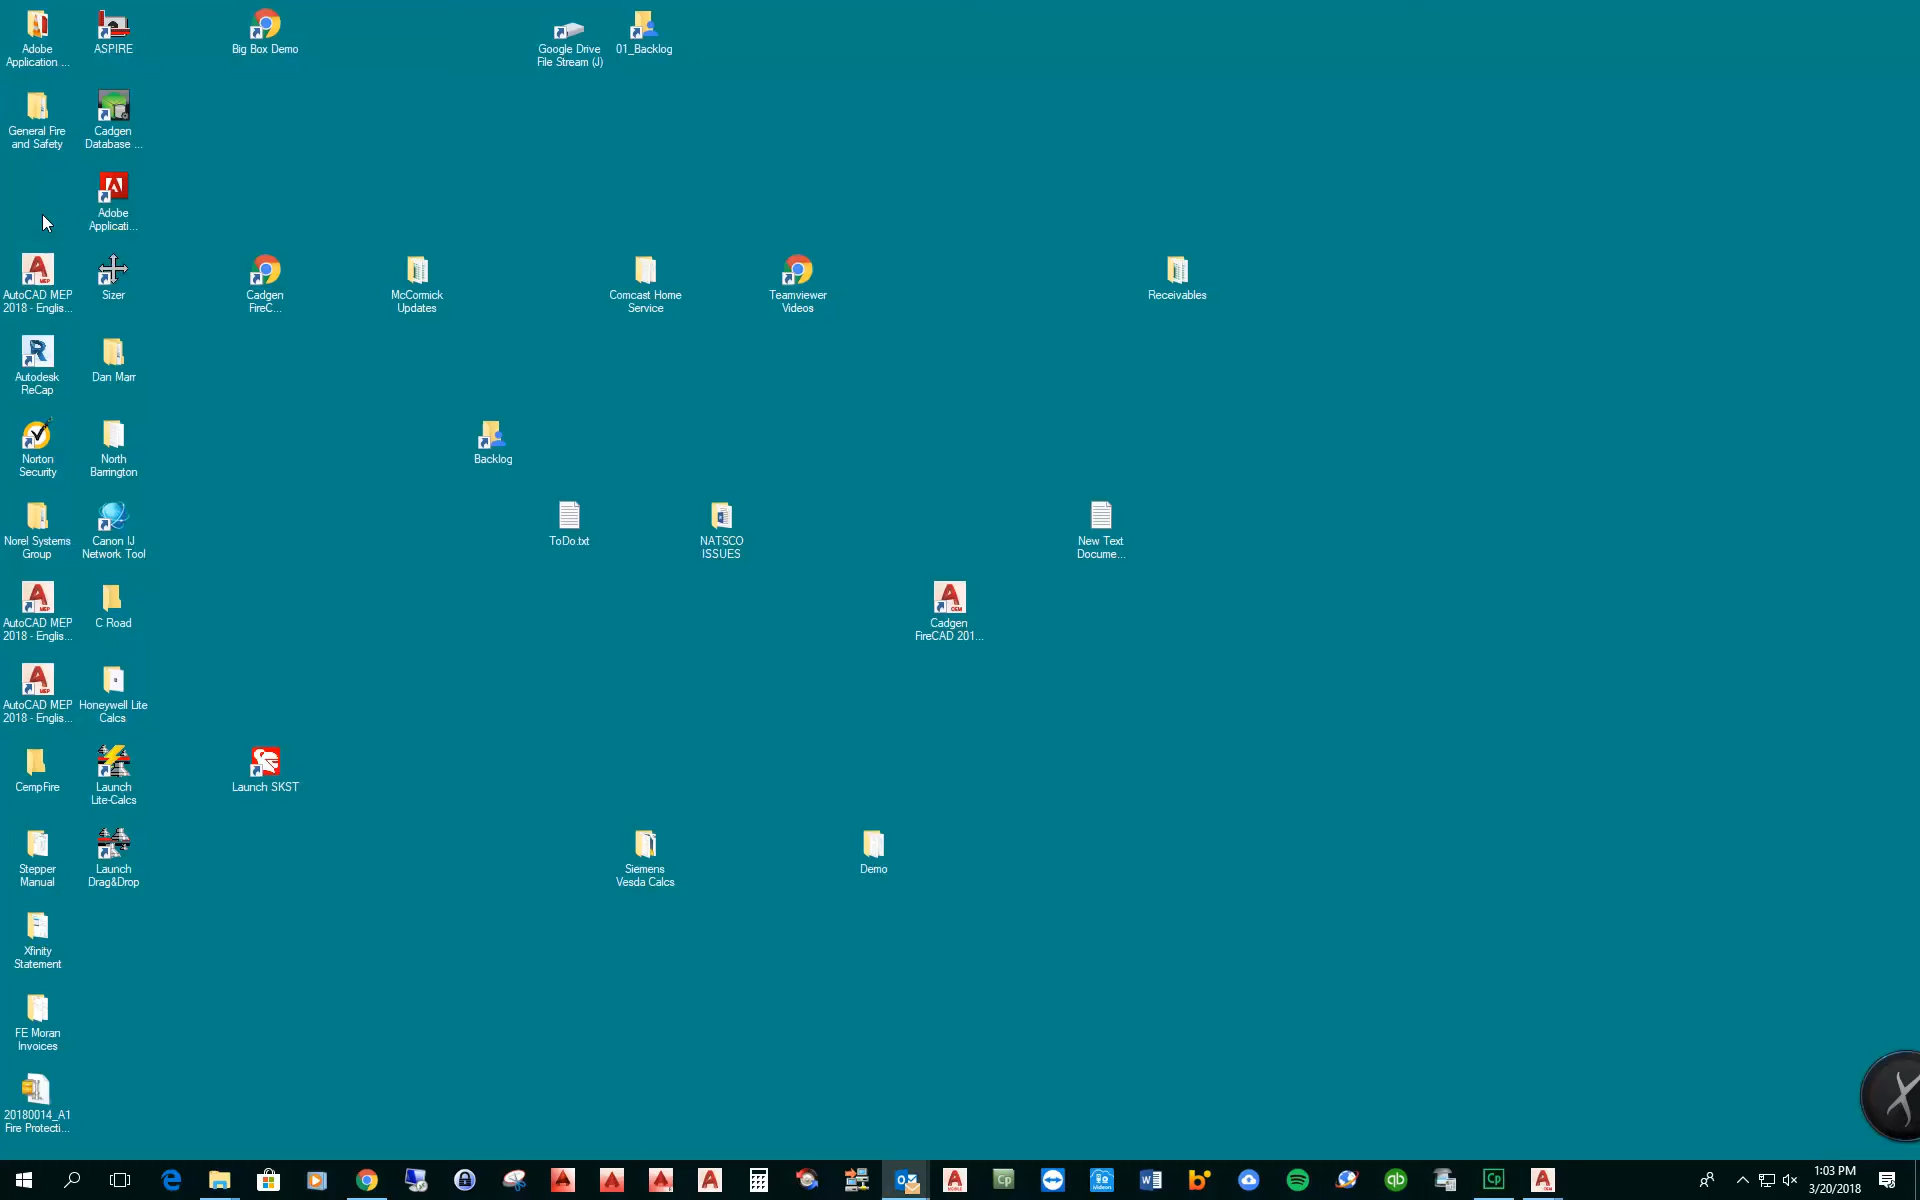 Adobe
Application ...
ASPIRE
Big Box Demo
Google Drive
File Stream (J)
01_Backlog
General Fire
and Safety
Cadgen
Database ...
Adobe
Applicati...
AutoCAD MEP
2018 - Englis...
Sizer
Cadgen
FireC...
McCormick
Updates
Comcast Home
Service
Teamviewer
Videos
Receivables
Autodesk
ReCap
Dan Marr
Norton
Security
North
Barrington
Backlog
Norel Systems
Group
Canon IJ
Network Tool
ToDo.txt
NATSCO
ISSUES
New Text
Docume...
AutoCAD MEP
2018 - Englis...
C Road
Cadgen
FireCAD 201...
AutoCAD MEP
2018 - Englis...
Honeywell Lite
Calcs
CempFire
Launch
Lite-Calcs
Launch SKST
Stepper
Manual
Launch
Drag&Drop
Siemens
Vesda Calcs
Demo
Xfinity
Statement
FE Moran
Invoices
20180014_A1
Fire Protecti...
1:03 PM
3/20/2018